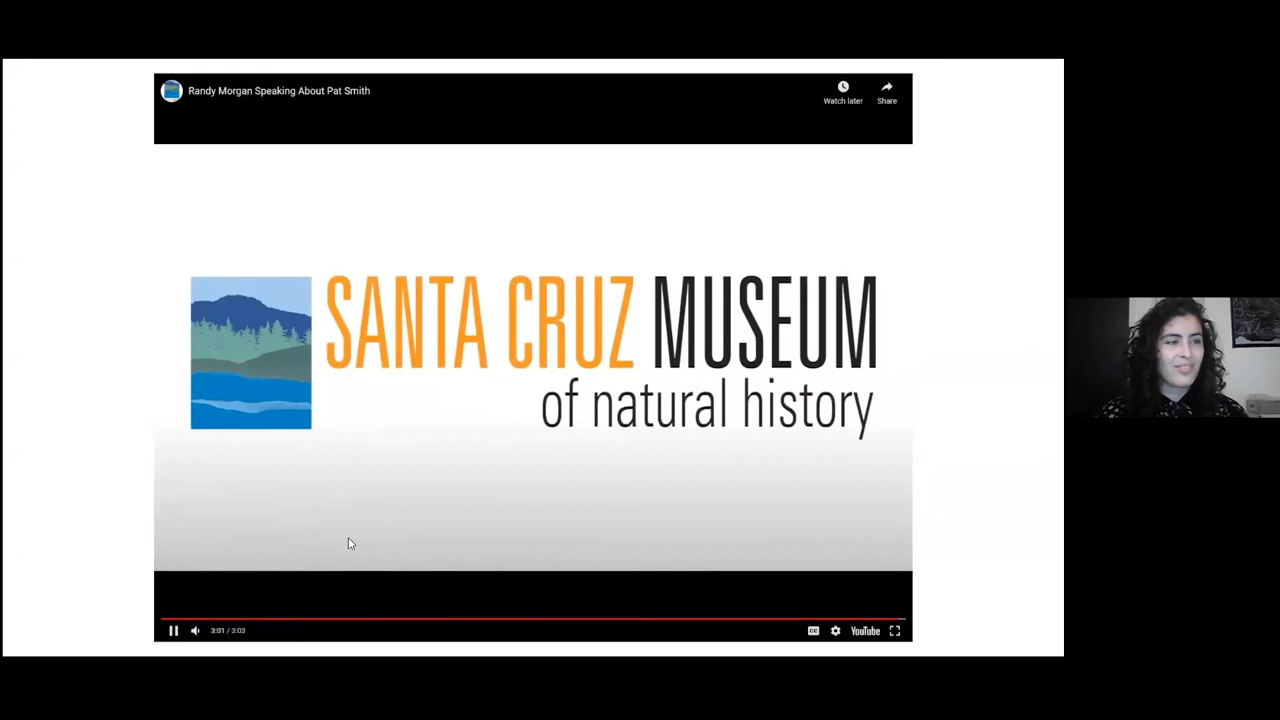 Randy Morgan Speaking About Pat Smith
Watch later
Share
SANTA CRUZ MUSEUM
of natural history
3:01 / 3:03
CC
YouTube